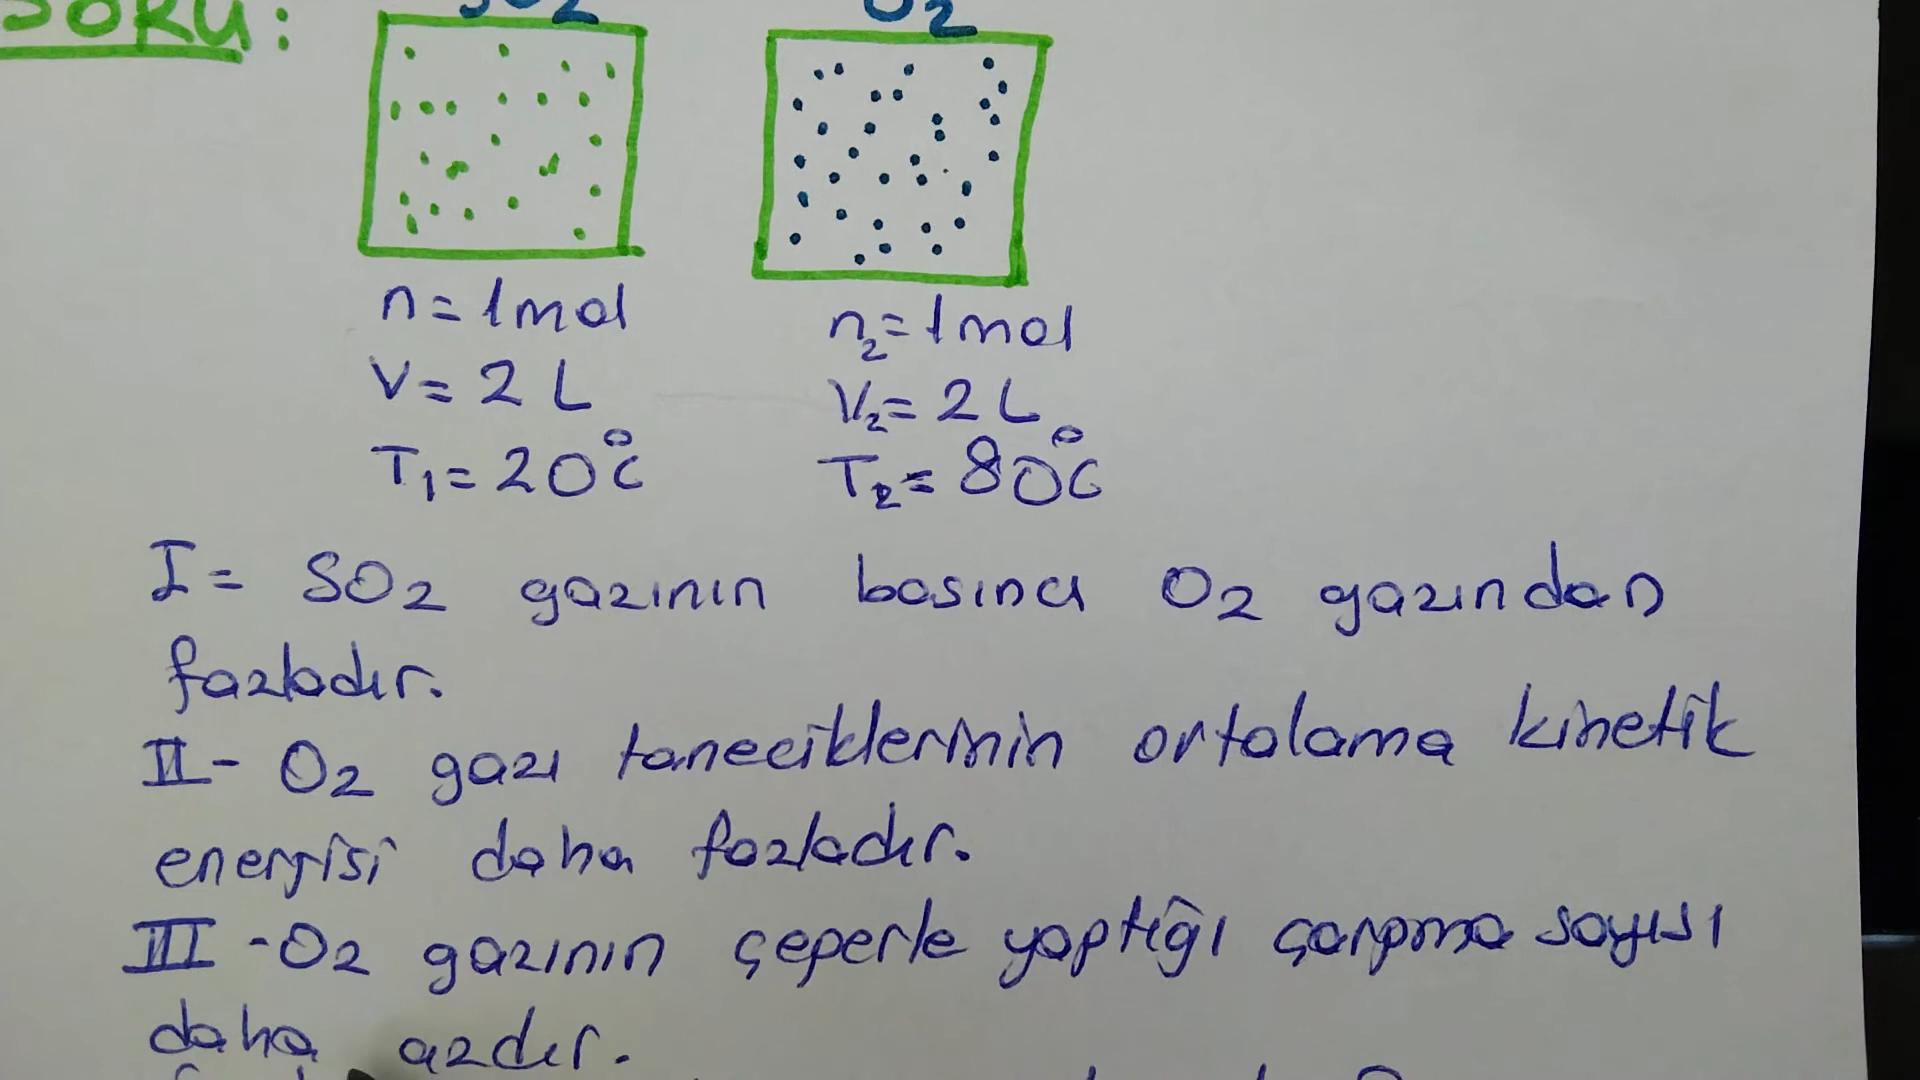 SORU: SO2 O2
n=1mol n2=1mol
V=2L V2=2L
T1=20°C T2=80°C
I= SO2 gazının basıncı O2 gazından
fazladır.
II- O2 gazı taneciklerinin ortalama kinetik
energisi daha fazladır.
III-O2 gazının çeperle yaptığı çarpma sayısı
daha azdır.